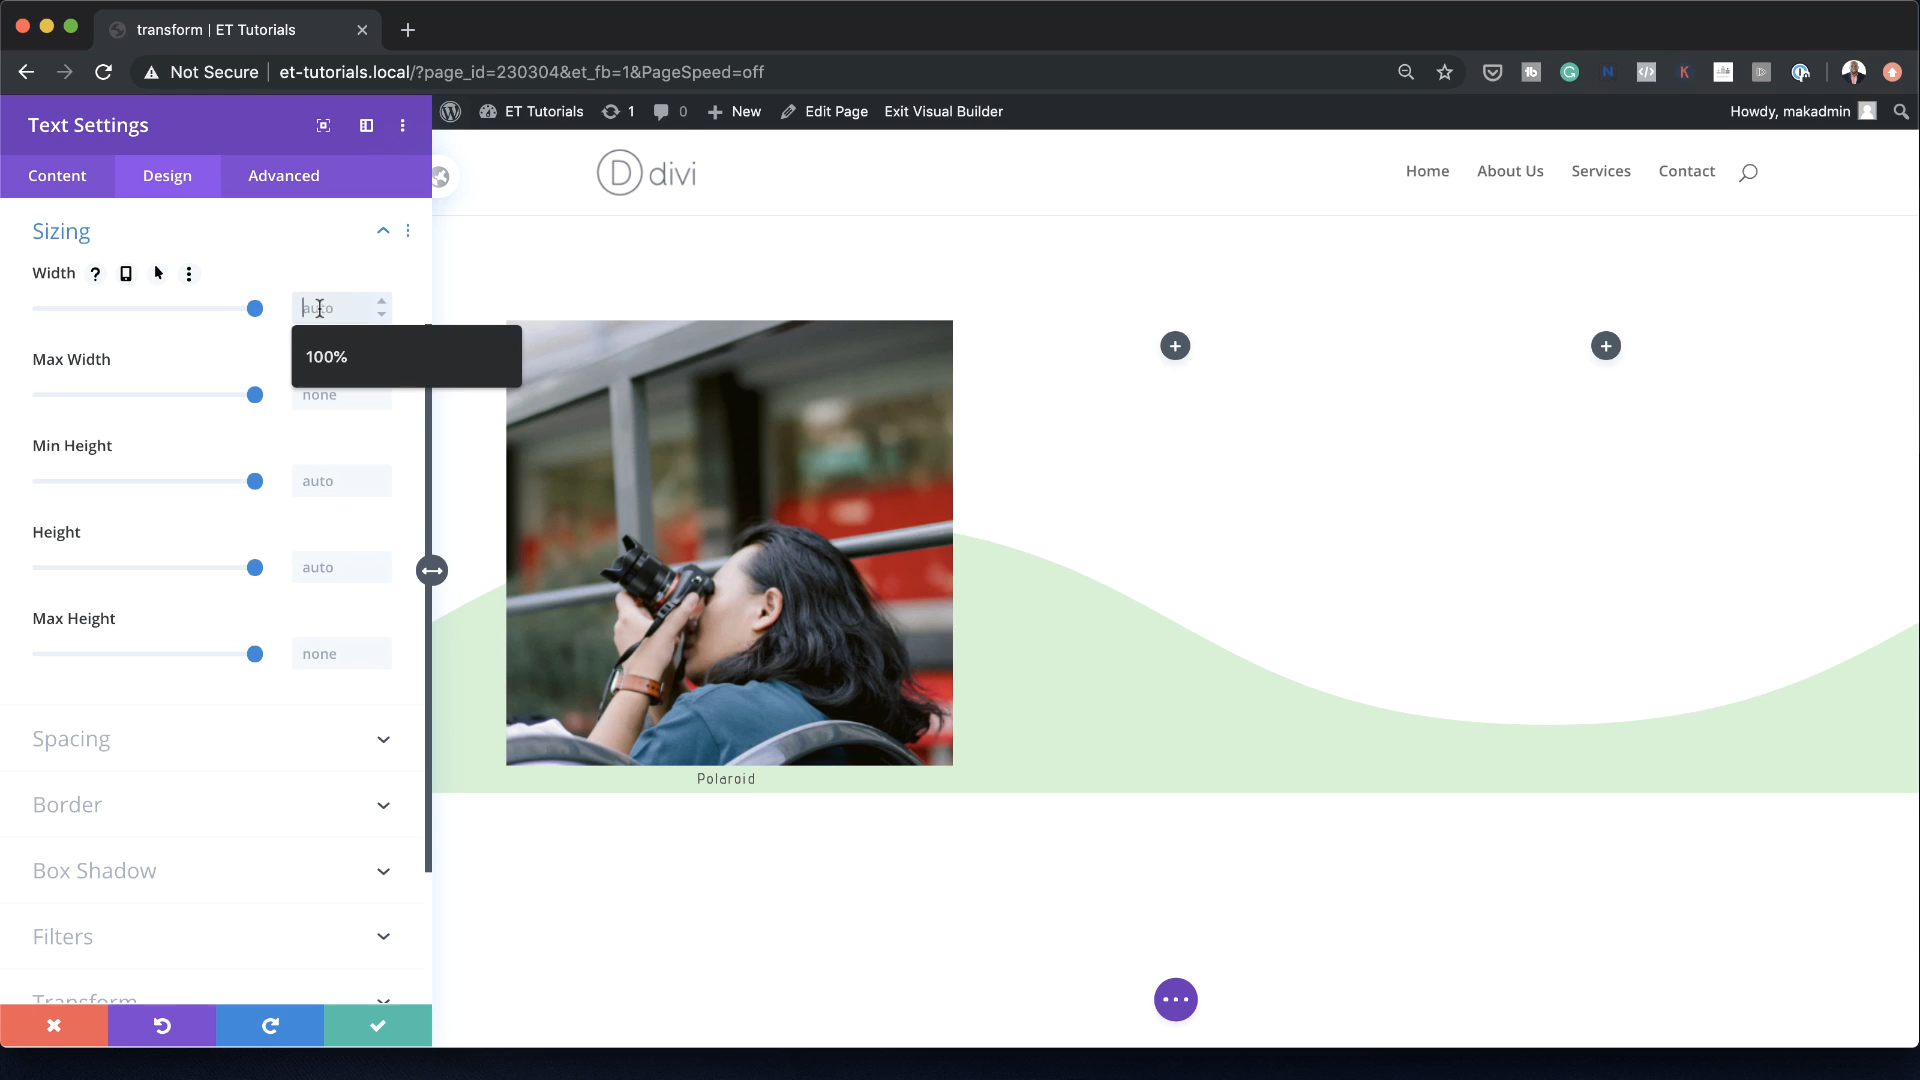 transform | ET Tutorials
Not Secure
et-tutorials.local/?page_id=230304&et_fb=1&PageSpeed=off
ET Tutorials
1
0
New
Edit Page
Exit Visual Builder
Howdy, makadmin
Text Settings
Content
Design
Advanced
D divi
Home
About Us
Services
Contact
Sizing
Width
?
auto
100%
Max Width
none
Min Height
auto
Height
auto
Max Height
none
Polaroid
Spacing
Border
Box Shadow
Filters
Transform